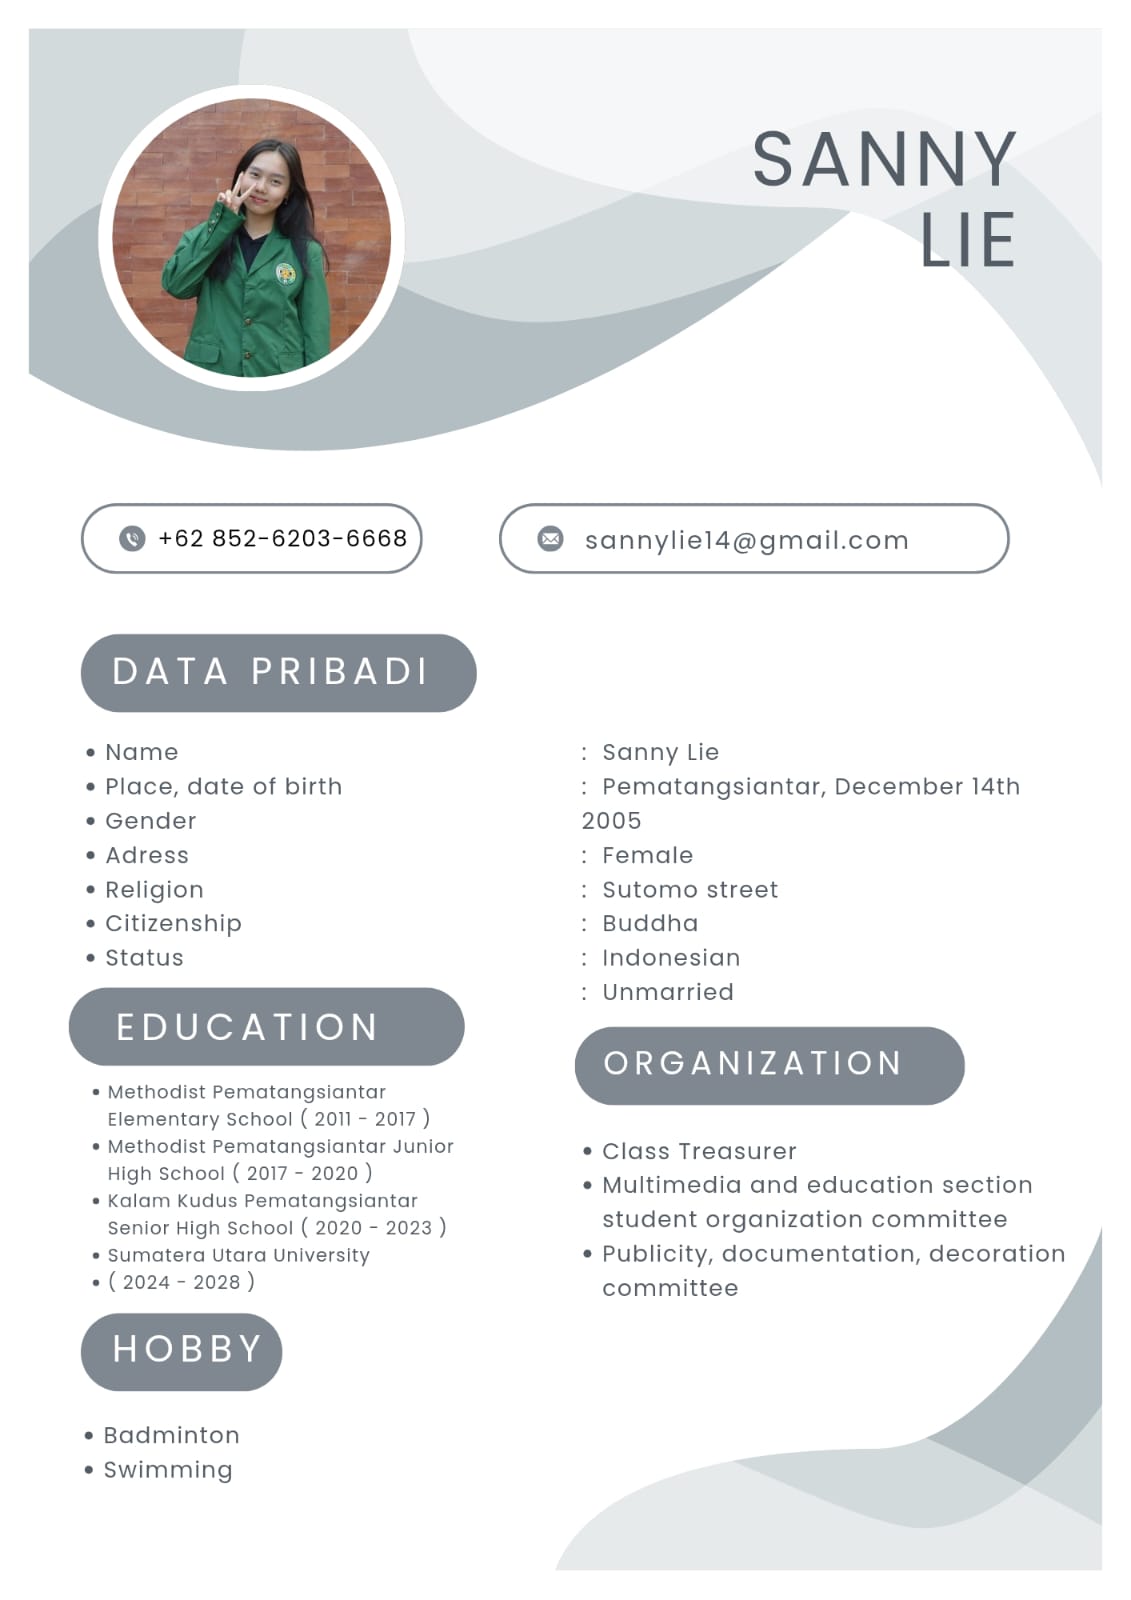 SANNY
LIE
+62 852-6203-6668
sannylie14@gmail.com
DATA PRIBADI
• Name
• Place, date of birth
• Gender
• Adress
• Religion
• Citizenship
• Status
: Sanny Lie
: Pematangsiantar, December 14th
2005
: Female
: Sutomo street
: Buddha
: Indonesian
: Unmarried
EDUCATION
• Methodist Pematangsiantar
Elementary School ( 2011 - 2017 )
• Methodist Pematangsiantar Junior
High School ( 2017 - 2020 )
• Kalam Kudus Pematangsiantar
Senior High School ( 2020 - 2023 )
• Sumatera Utara University
• ( 2024 - 2028 )
ORGANIZATION
• Class Treasurer
• Multimedia and education section
student organization committee
• Publicity, documentation, decoration
committee
HOBBY
• Badminton
• Swimming